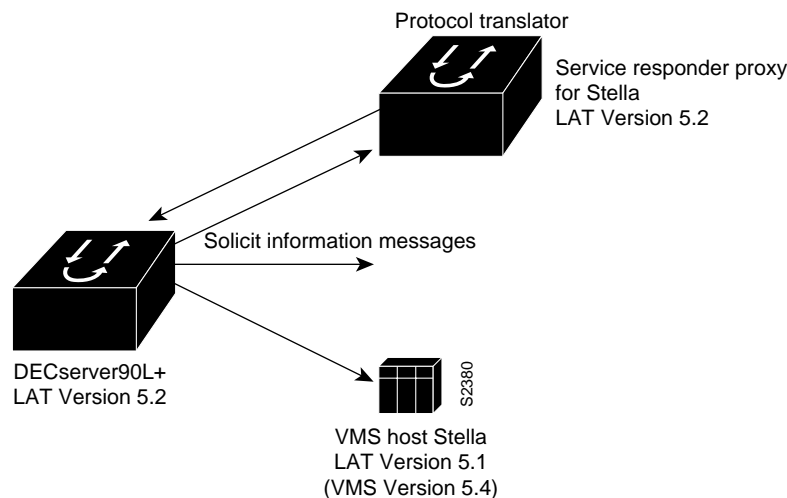 Protocol translator
Service responder proxy
for Stella
LAT Version 5.2
Solicit information messages
DECserver90L+
LAT Version 5.2
S2380
VMS host Stella
LAT Version 5.1
(VMS Version 5.4)